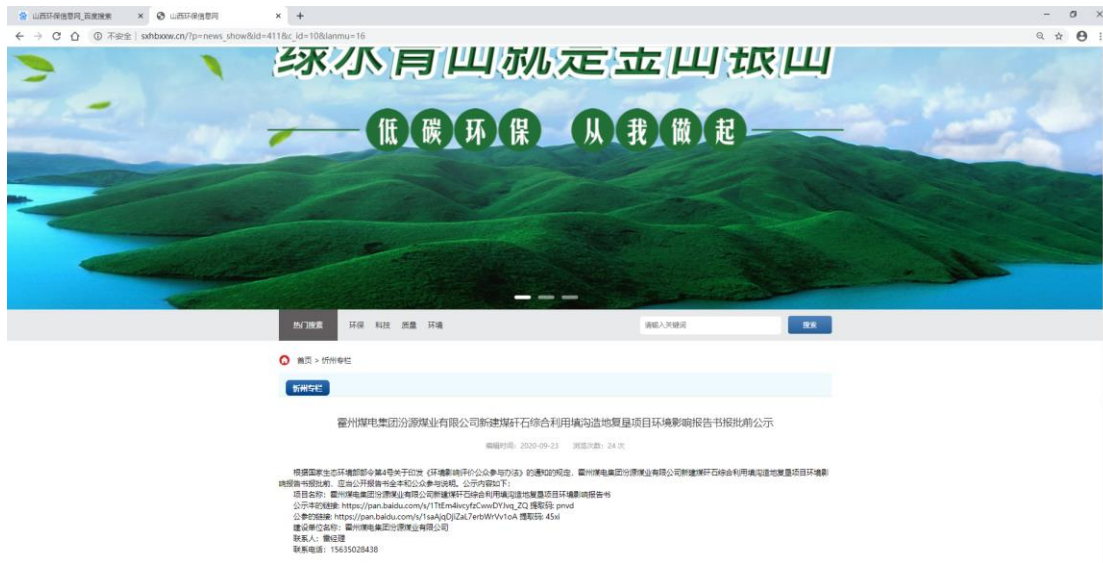 山西环保信息网_百度搜索
山西环保信息网
不安全 | sxhbxxw.cn/?p=news_show&id=411&c_id=10&lanmu=16
绿水青山就是金山银山
低碳环保 从我做起
热门搜索 环保 科技 质量 环境 请输入关键词 搜索
首页 > 忻州专栏
忻州专栏
霍州煤电集团汾源煤业有限公司新建煤矸石综合利用填沟造地复垦项目环境影响报告书报批前公示
编辑时间: 2020-09-23 浏览次数: 24 次
根据国家生态环境部部令第4号关于印发《环境影响评价公众参与办法》的通知的规定，霍州煤电集团汾源煤业有限公司新建煤矸石综合利用填沟造地复垦项目环境影
响报告书报批前，应当公开报告书全本和公众参与说明。公示内容如下:
项目名称: 霍州煤电集团汾源煤业有限公司新建煤矸石综合利用填沟造地复垦项目环境影响报告书
公示本的链接: https://pan.baidu.com/s/1TtEm4ivcyfzCwwDYJvq_ZQ 提取码: pnvd
公参的链接: https://pan.baidu.com/s/1saAjqDjiZaL7erbWrVv1oA 提取码: 45xi
建设单位名称: 霍州煤电集团汾源煤业有限公司
联系人: 雷经理
联系电话: 15635028438